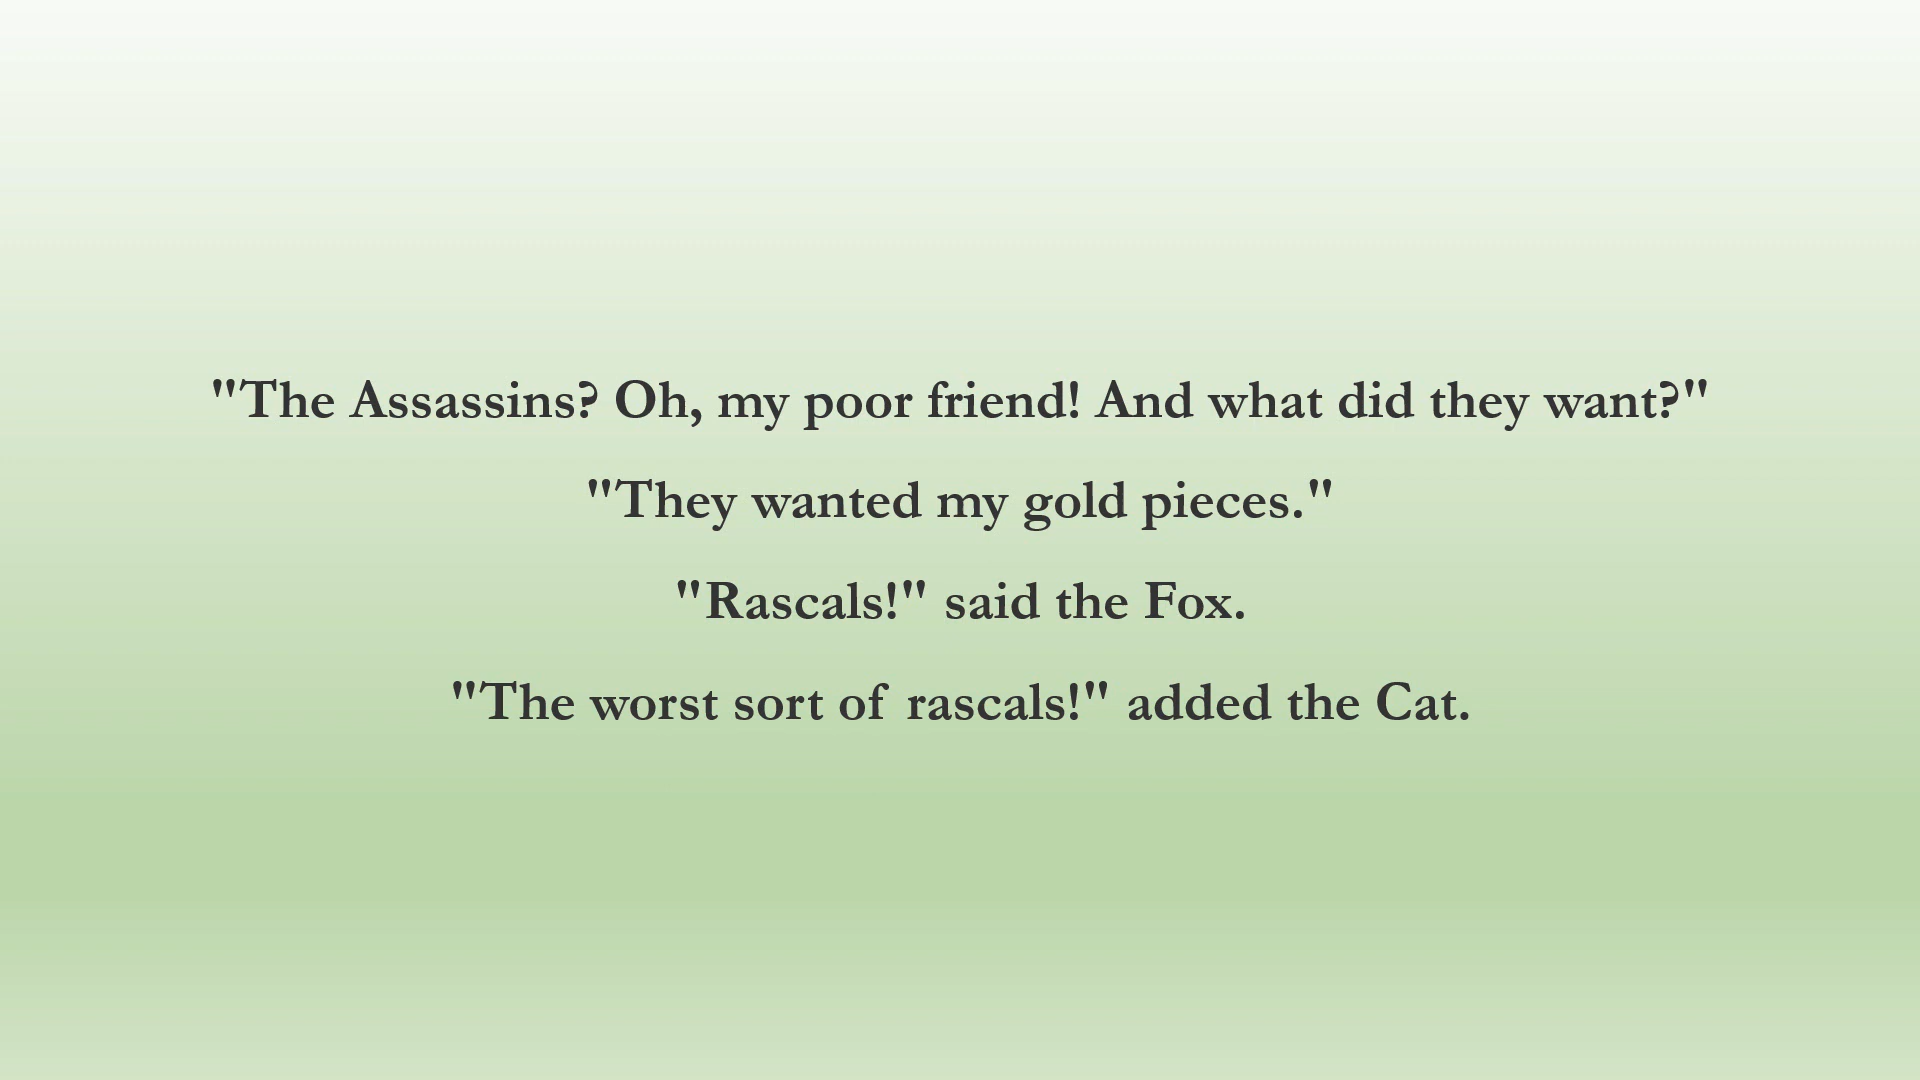 "The Assassins? Oh, my poor friend! And what did they want?"
"They wanted my gold pieces."
"Rascals!" said the Fox.
"The worst sort of rascals!" added the Cat.